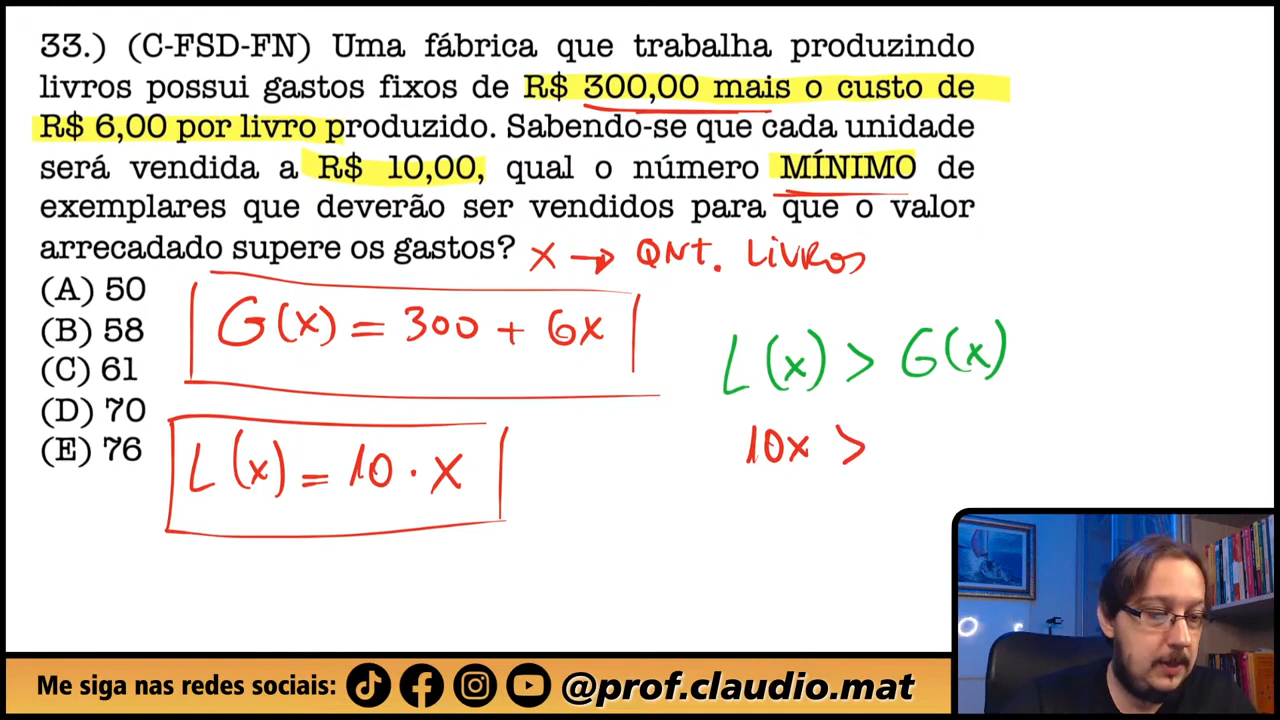 33.) (C-FSD-FN) Uma fábrica que trabalha produzindo
livros possui gastos fixos de R$ 300,00 mais o custo de
R$ 6,00 por livro produzido. Sabendo-se que cada unidade
será vendida a R$ 10,00, qual o número MÍNIMO de
exemplares que deverão ser vendidos para que o valor
arrecadado supere os gastos? X → QNT. LIVROS
(A) 50
(B) 58
(C) 61
(D) 70
(E) 76
G(x) = 300 + 6x
L(x) = 10 · x
L(x) > G(x)
10x >
Me siga nas redes sociais: @prof.claudio.mat